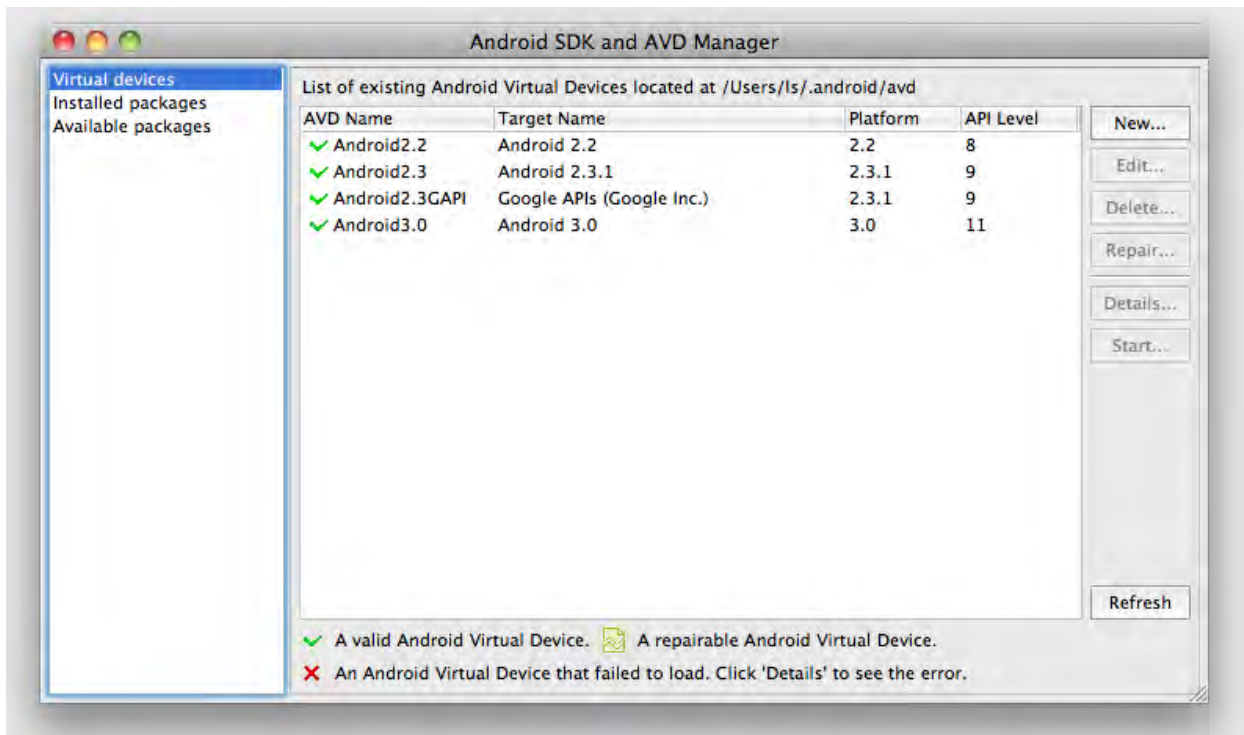 Android SDK and AVD Manager
Virtual devices
Installed packages
Available packages
List of existing Android Virtual Devices located at /Users/ls/.android/avd
AVD Name Target Name Platform API Level
Android2.2 Android 2.2 2.2 8
Android2.3 Android 2.3.1 2.3.1 9
Android2.3GAPI Google APIs (Google Inc.) 2.3.1 9
Android3.0 Android 3.0 3.0 11
New...
Edit...
Delete...
Repair...
Details...
Start...
Refresh
A valid Android Virtual Device. A repairable Android Virtual Device.
An Android Virtual Device that failed to load. Click 'Details' to see the error.